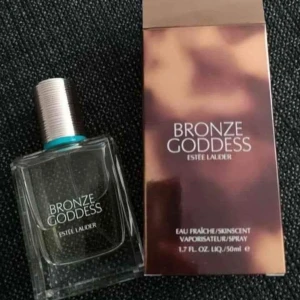 BRONZE
GODDESS
ESTĒE LAUDER
BRONZE
GODDESS
ESTĒE LAUDER
EAU FRAÎCHE/SKINSCENT
VAPORISATEUR/SPRAY
1.7 FL. OZ. LIQ./50ml ℮